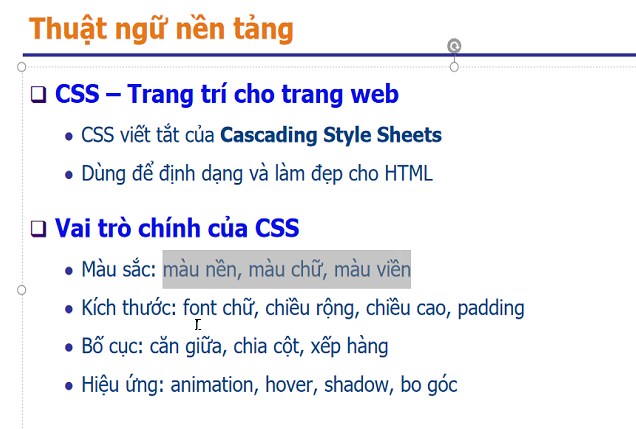 Thuật ngữ nền tảng
❑ CSS – Trang trí cho trang web
• CSS viết tắt của Cascading Style Sheets
• Dùng để định dạng và làm đẹp cho HTML
❑ Vai trò chính của CSS
• Màu sắc: màu nền, màu chữ, màu viền
• Kích thước: font chữ, chiều rộng, chiều cao, padding
• Bố cục: căn giữa, chia cột, xếp hàng
• Hiệu ứng: animation, hover, shadow, bo góc